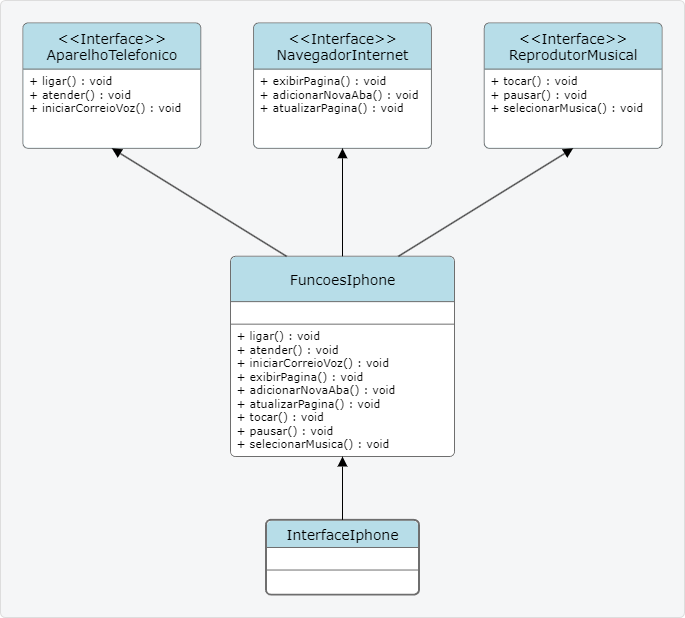 <<Interface>>
AparelhoTelefonico
+ ligar() : void
+ atender() : void
+ iniciarCorreioVoz() : void
<<Interface>>
NavegadorInternet
+ exibirPagina() : void
+ adicionarNovaAba() : void
+ atualizarPagina() : void
<<Interface>>
ReprodutorMusical
+ tocar() : void
+ pausar() : void
+ selecionarMusica() : void
FuncoesIphone
+ ligar() : void
+ atender() : void
+ iniciarCorreioVoz() : void
+ exibirPagina() : void
+ adicionarNovaAba() : void
+ atualizarPagina() : void
+ tocar() : void
+ pausar() : void
+ selecionarMusica() : void
InterfaceIphone